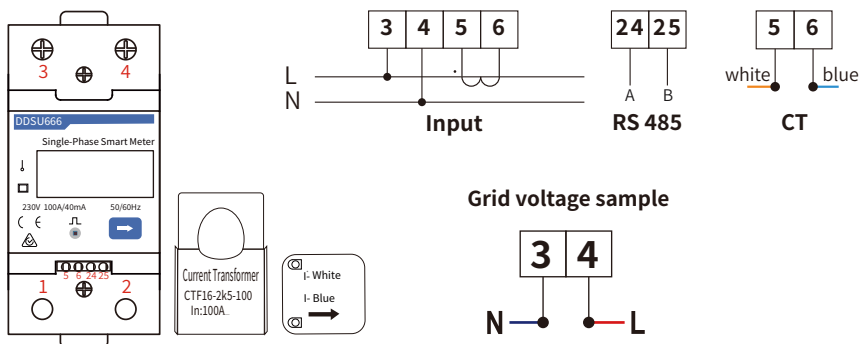 3 4
DDSU666
Single-Phase Smart Meter
230V 100A/40mA 50/60Hz
5 6 24 25
1 2
Current Transformer
CTF16-2k5-100
In:100A
I- White
I- Blue
3 4 5 6
L
N
Input
24 25
A B
RS 485
5 6
white blue
CT
Grid voltage sample
3 4
N L